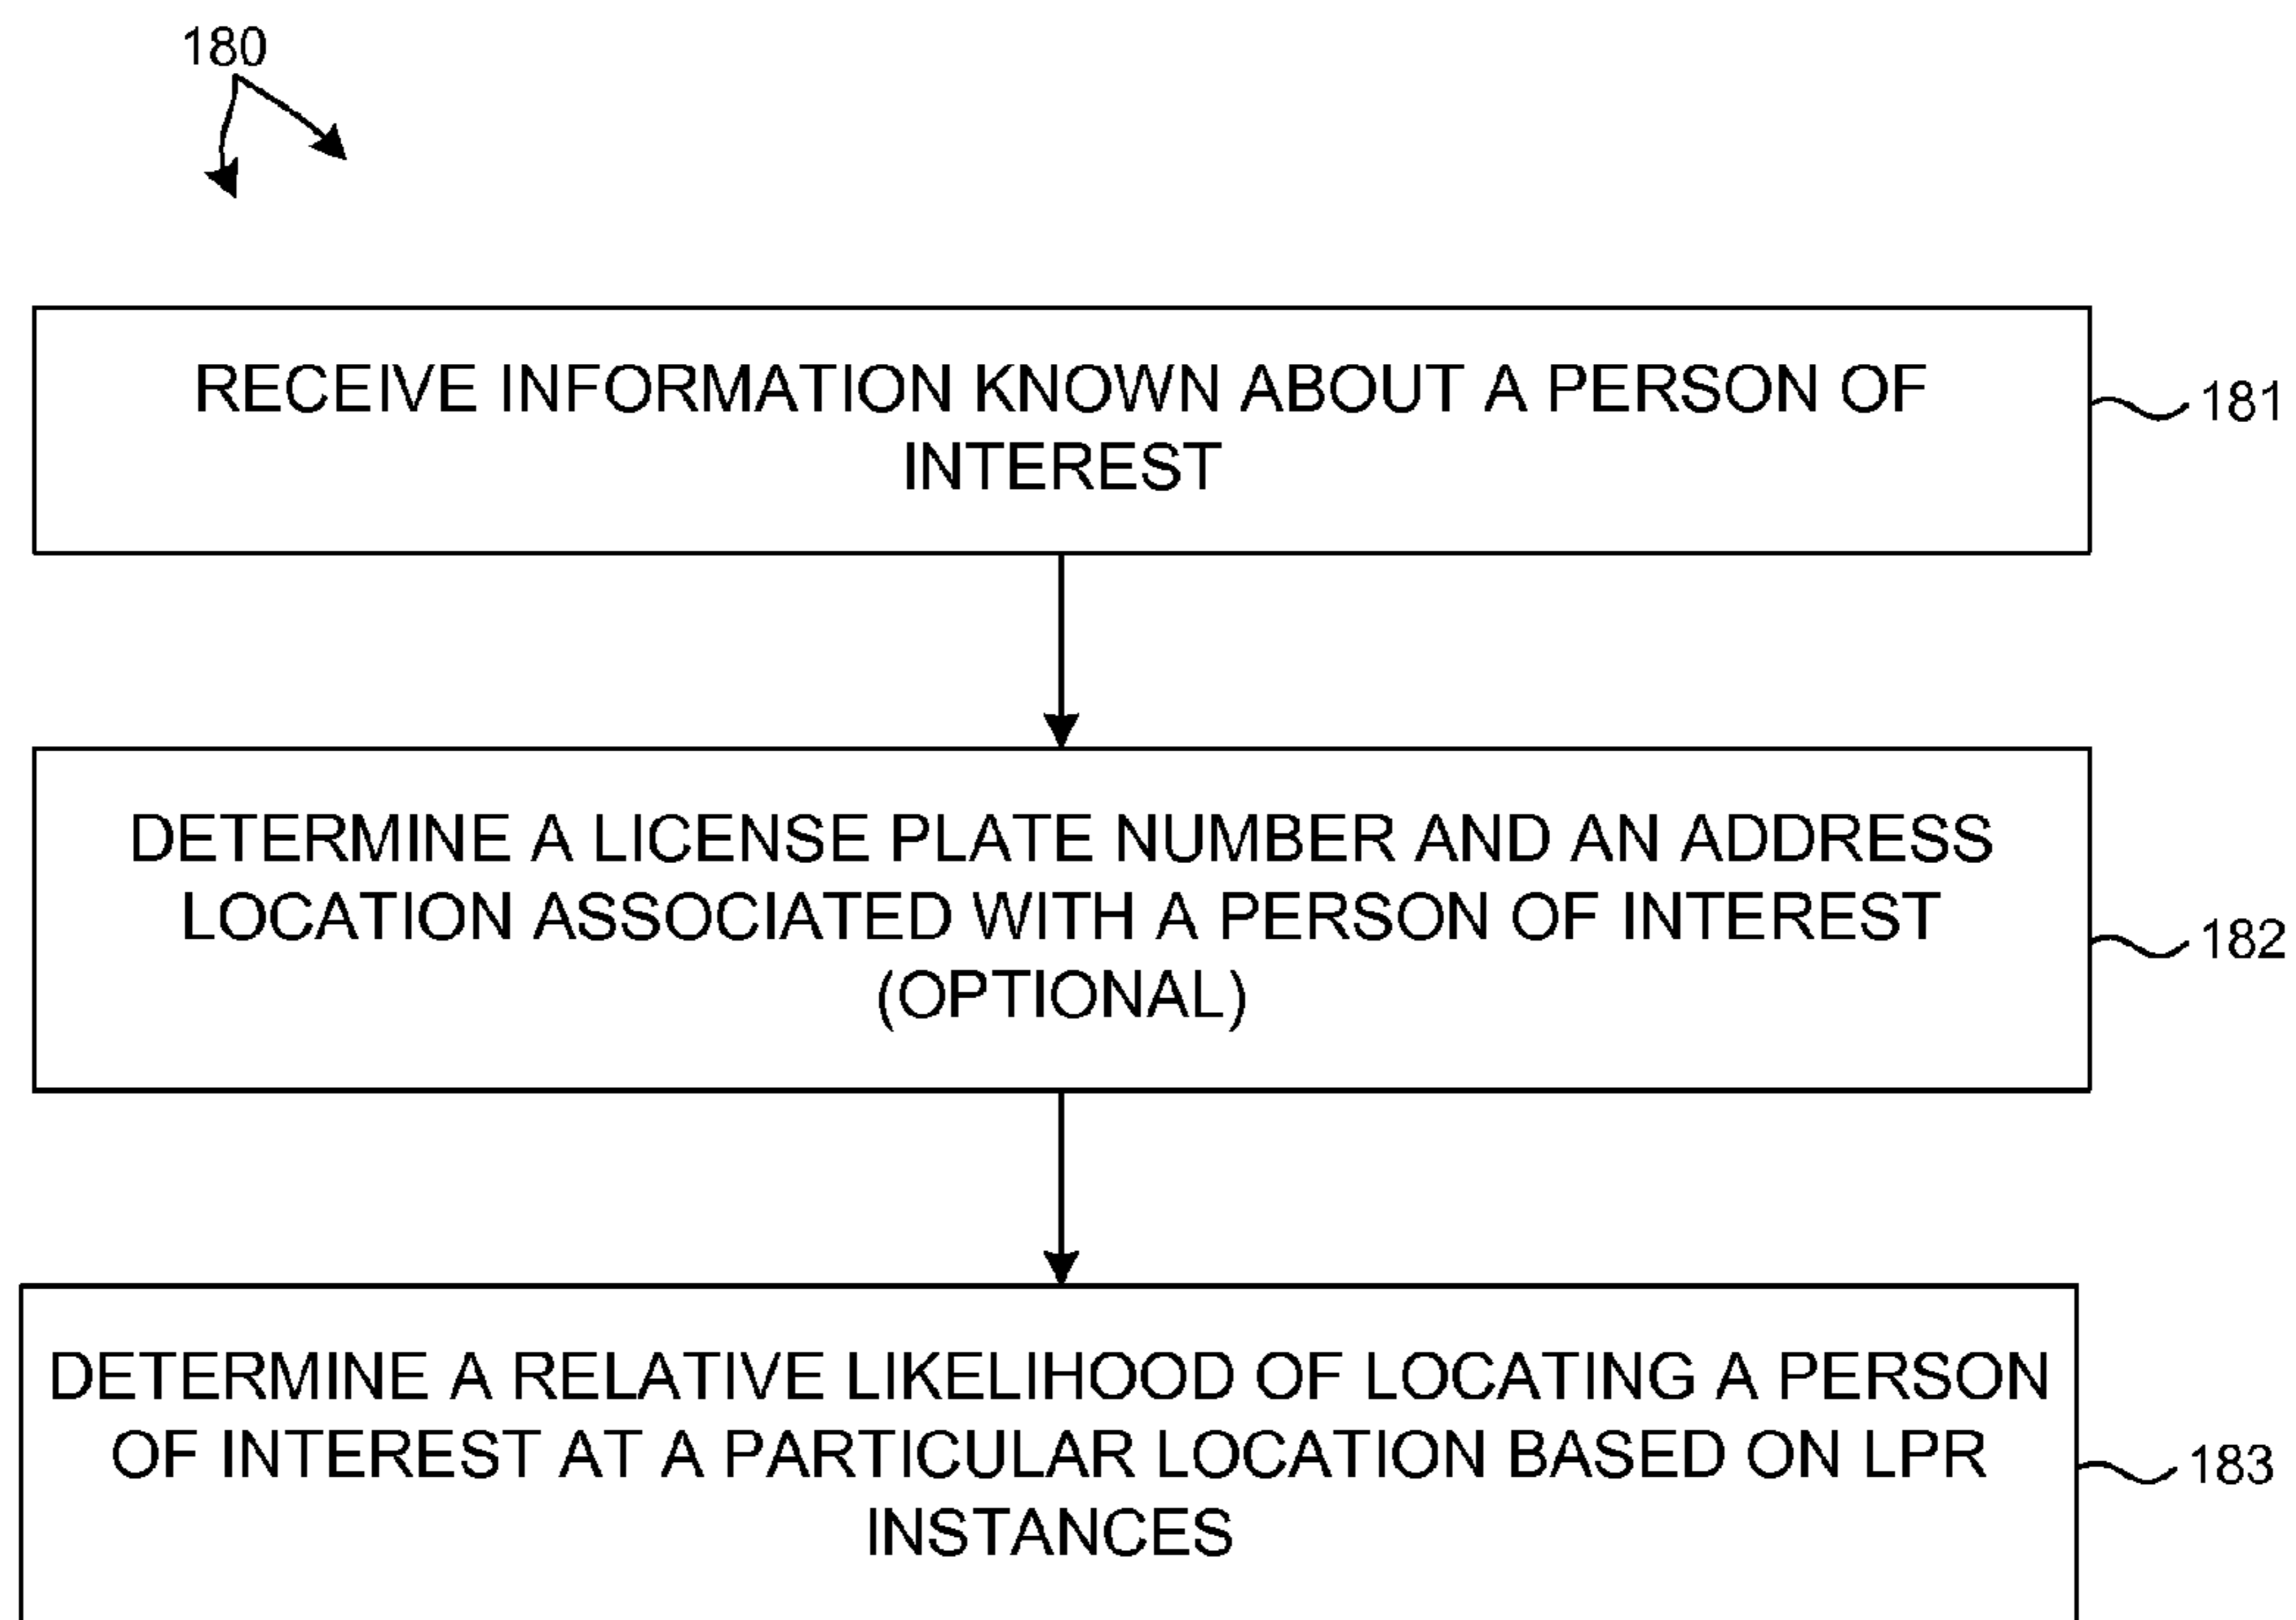 180
RECEIVE INFORMATION KNOWN ABOUT A PERSON OF
INTEREST
181
DETERMINE A LICENSE PLATE NUMBER AND AN ADDRESS
LOCATION ASSOCIATED WITH A PERSON OF INTEREST
(OPTIONAL)
182
DETERMINE A RELATIVE LIKELIHOOD OF LOCATING A PERSON
OF INTEREST AT A PARTICULAR LOCATION BASED ON LPR
INSTANCES
183